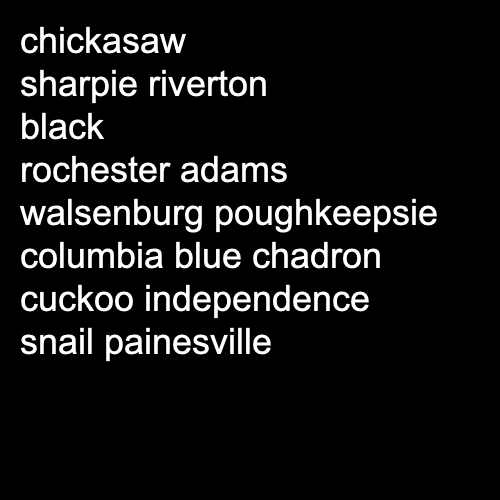 chickasaw
sharpie riverton
black
rochester adams
walsenburg poughkeepsie
columbia blue chadron
cuckoo independence
snail painesville